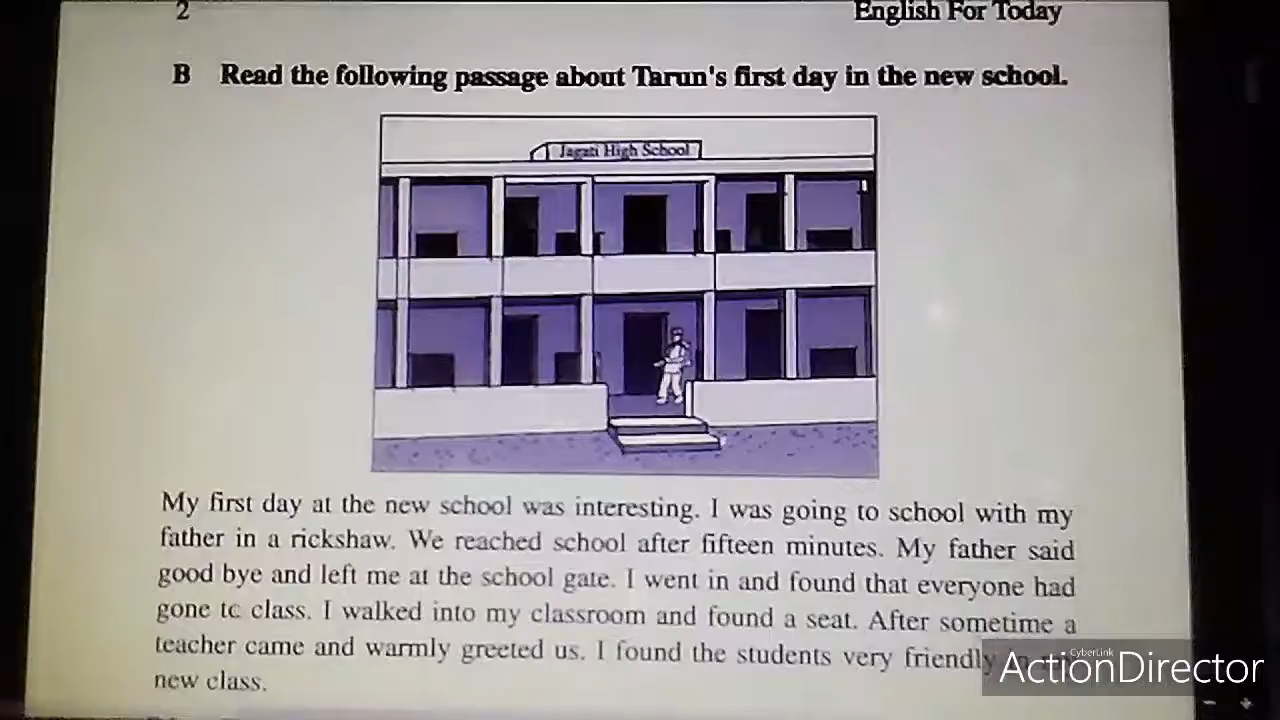 2 English For Today
B Read the following passage about Tarun's first day in the new school.
Jagati High School
My first day at the new school was interesting. I was going to school with my
father in a rickshaw. We reached school after fifteen minutes. My father said
good bye and left me at the school gate. I went in and found that everyone had
gone tc class. I walked into my classroom and found a seat. After sometime a
teacher came and warmly greeted us. I found the students very friendly
new class.
CyberLink
ActionDirector